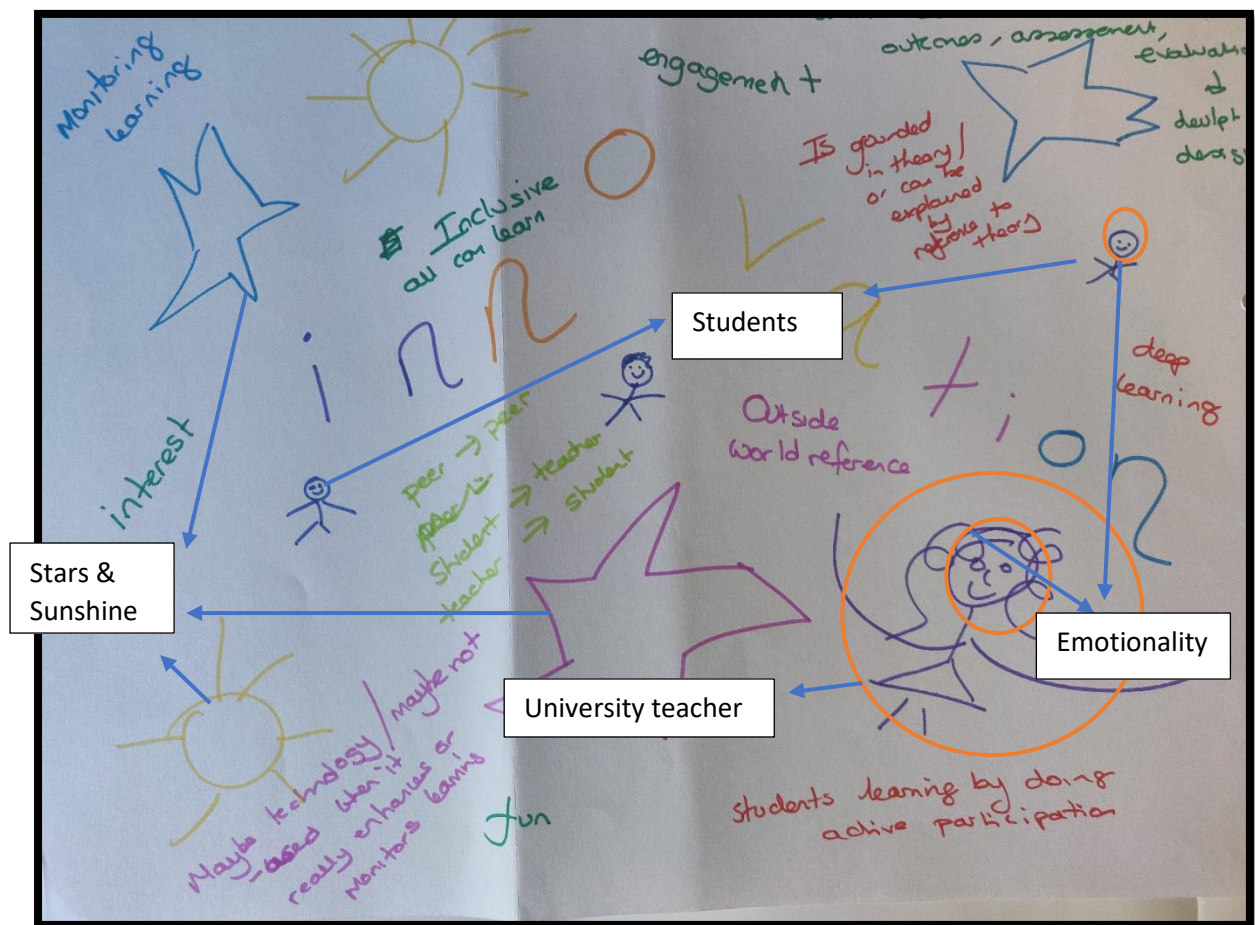 Monitoring
learning
engagement
outcomes, assessment,
Inclusive
all can learn
Is grounded
in theory /
or can be
explained
by
reference to
theory
innovation
Students
deep
learning
Outside
world reference
interest
peer → peer
student → teacher
teacher → student
Stars &
Sunshine
Emotionality
University teacher
Maybe technology / maybe not
used when it
really enhances or
monitors learning
fun
students learning by doing
active participation